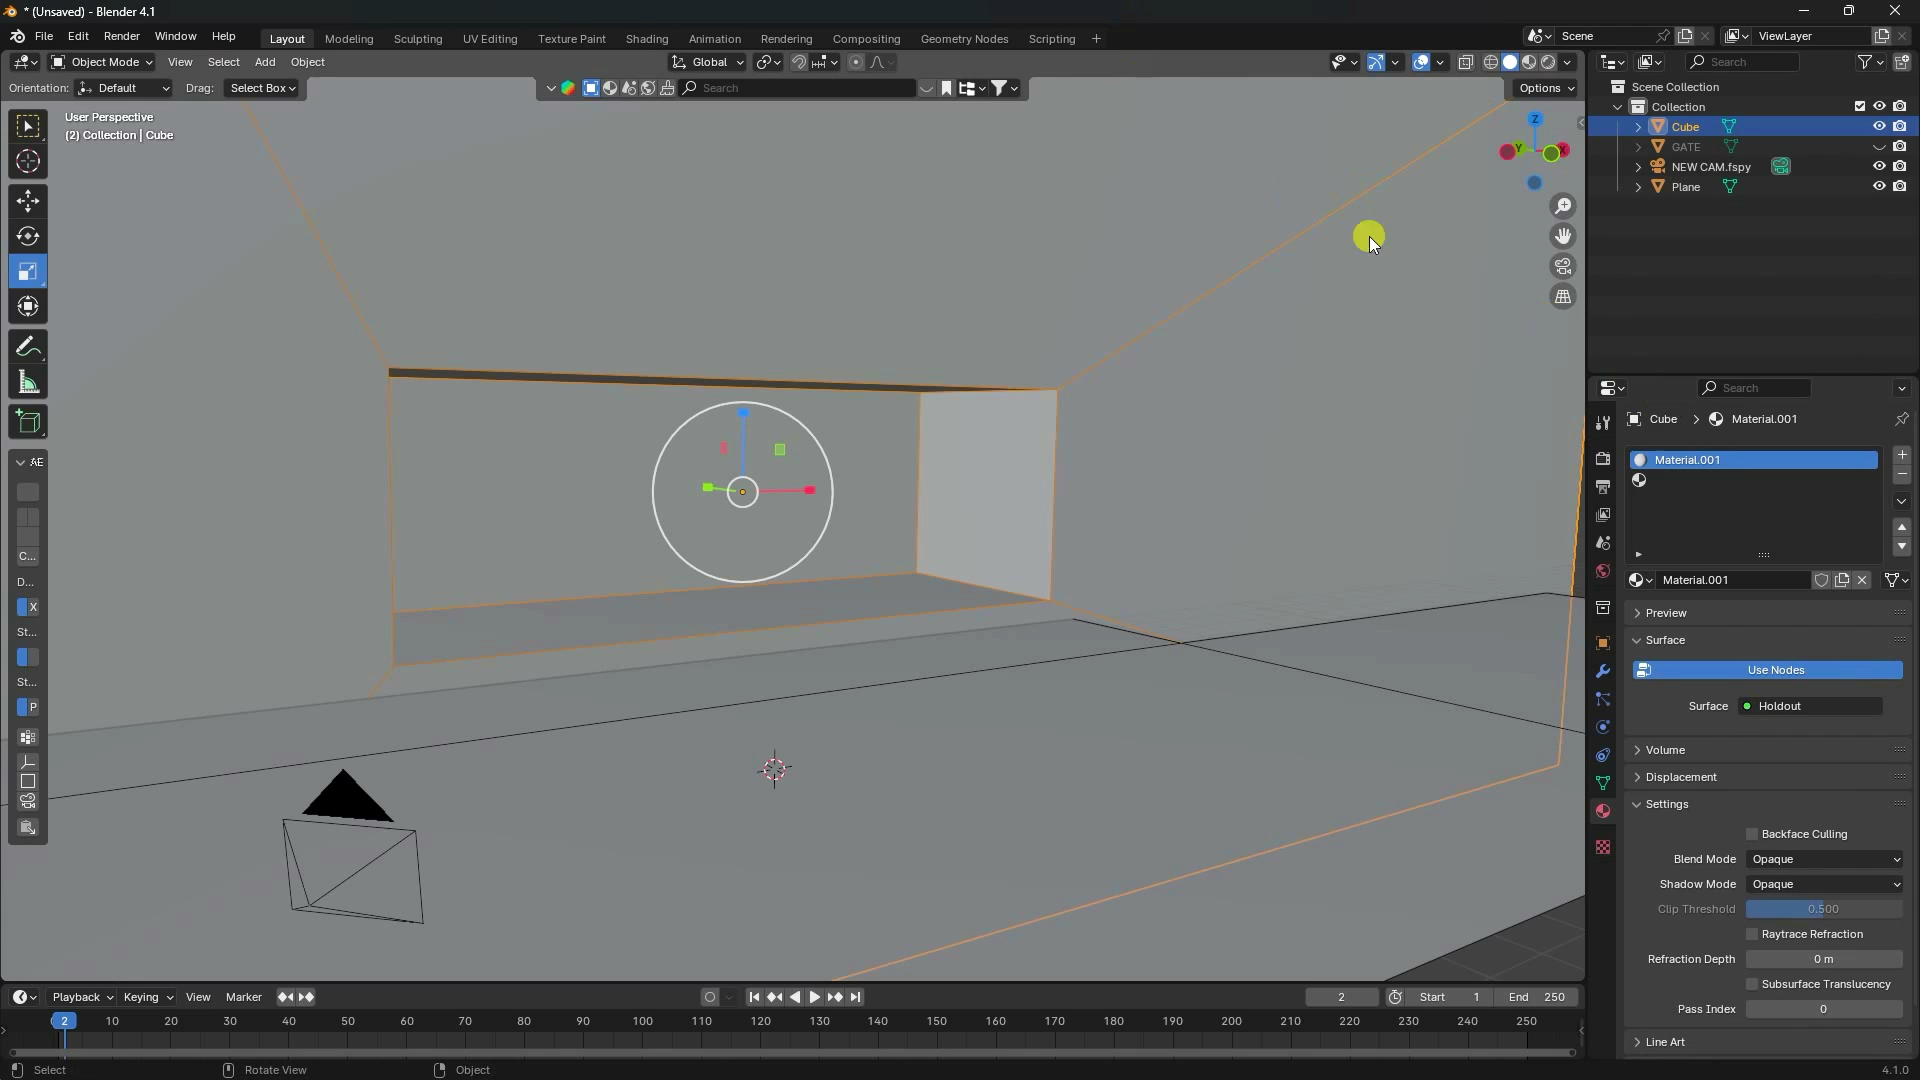 * (Unsaved) - Blender 4.1
File Edit Render Window Help
Layout Modeling Sculpting UV Editing Texture Paint Shading Animation Rendering Compositing Geometry Nodes Scripting +
Scene
ViewLayer
Object Mode View Select Add Object
Global
Search
Orientation: Default Drag: Select Box
Search
Options
Scene Collection
Collection
Cube
GATE
NEW CAM.fspy
Plane
User Perspective
(2) Collection | Cube
Z
Y
X
AE
C...
D...
X
St...
St...
P
Search
Cube > Material.001
Material.001
Material.001
Preview
Surface
Use Nodes
Surface Holdout
Volume
Displacement
Settings
Backface Culling
Blend Mode Opaque
Shadow Mode Opaque
Clip Threshold 0.500
Raytrace Refraction
Refraction Depth 0 m
Subsurface Translucency
Pass Index 0
Line Art
Playback Keying View Marker
2 Start 1 End 250
2 10 20 30 40 50 60 70 80 90 100 110 120 130 140 150 160 170 180 190 200 210 220 230 240 250
Select Rotate View Object
4.1.0